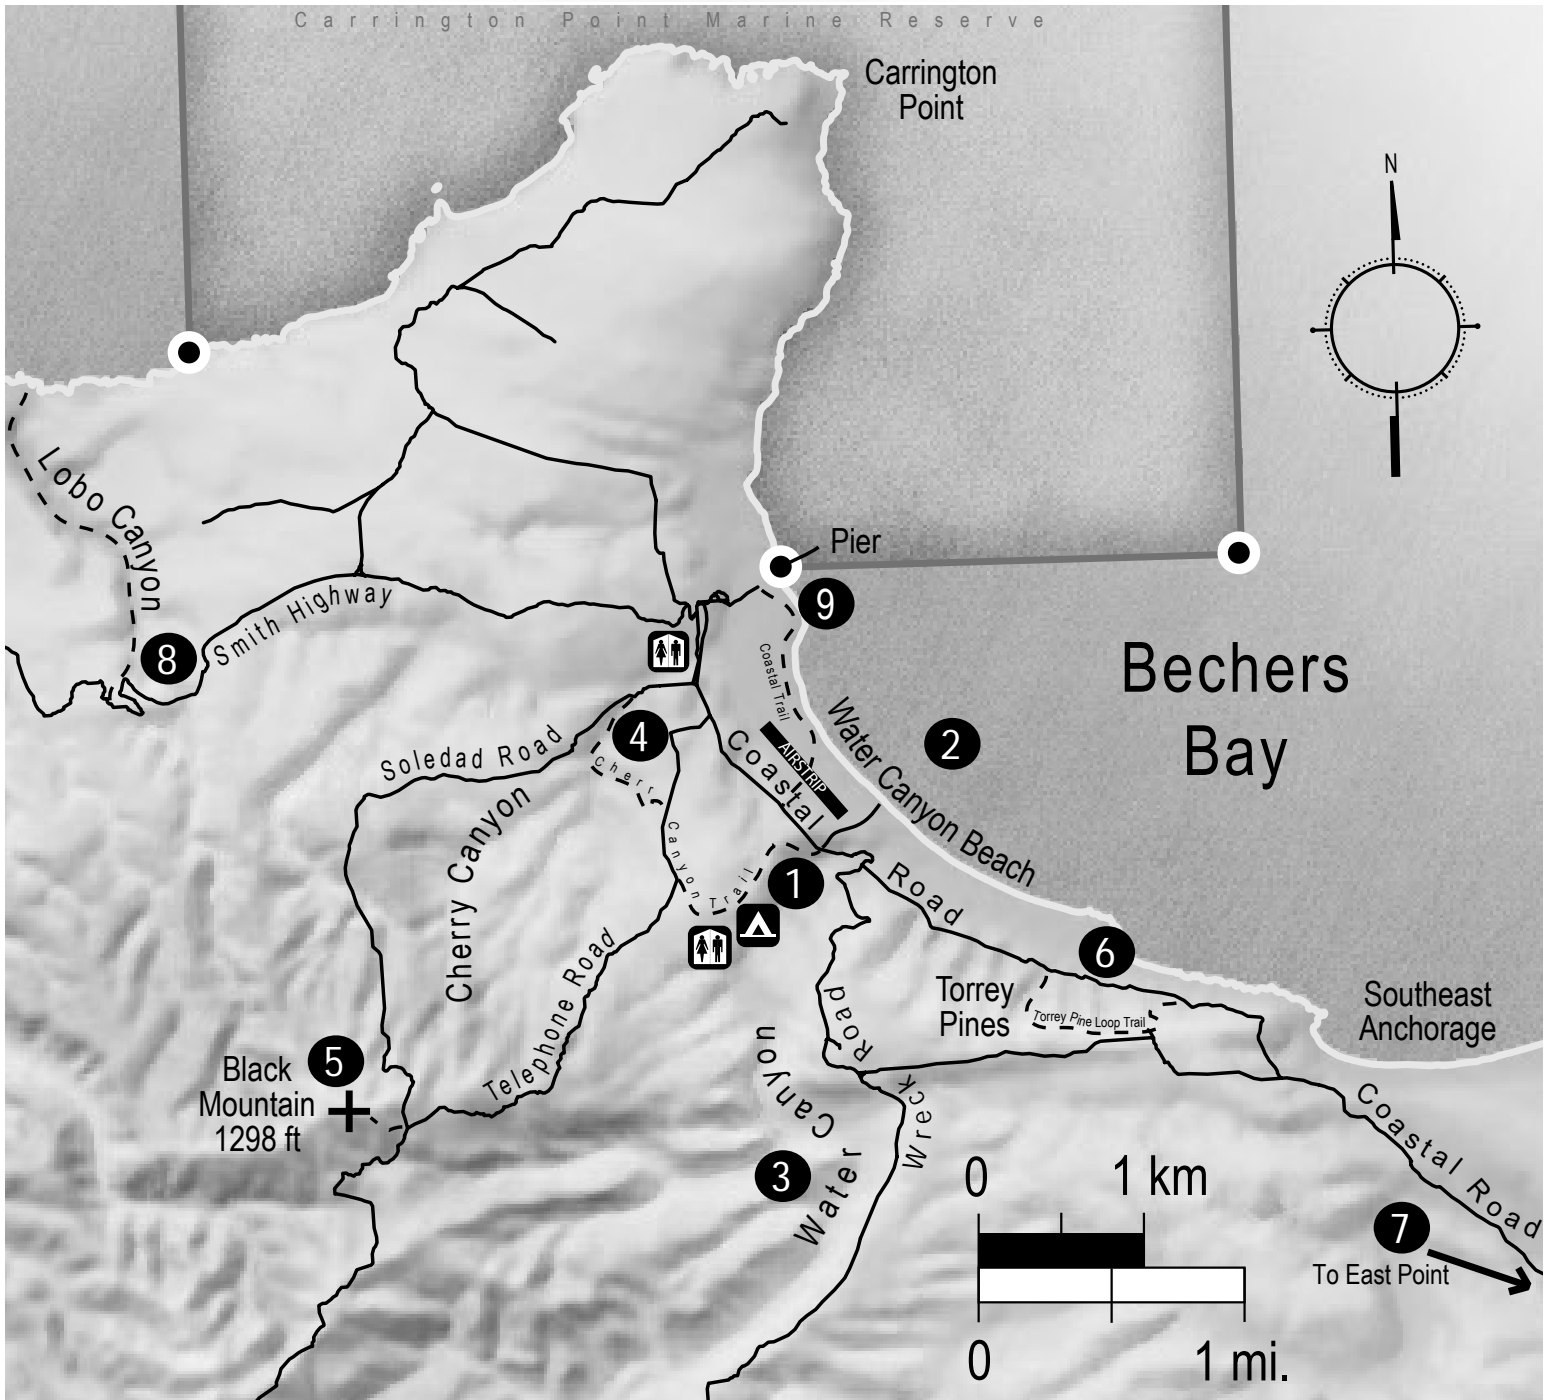 Carrington Point Marine Reserve
Carrington
Point
N
Lobo Canyon
Pier
9
Smith Highway
8
Bechers
Bay
Coastal Trail
4
2
Soledad Road
Cherr
Canyon
Trail
AIRSTRIP
Water Canyon Beach
Coastal
Road
Cherry Canyon
1
6
Telephone Road
Torrey
Pines
Torrey Pine Loop Trail
Southeast
Anchorage
5
Black
Mountain
1298 ft
Water Canyon
Wreck
Road
3
Coastal Road
7
To East Point
0
1 km
0
1 mi.